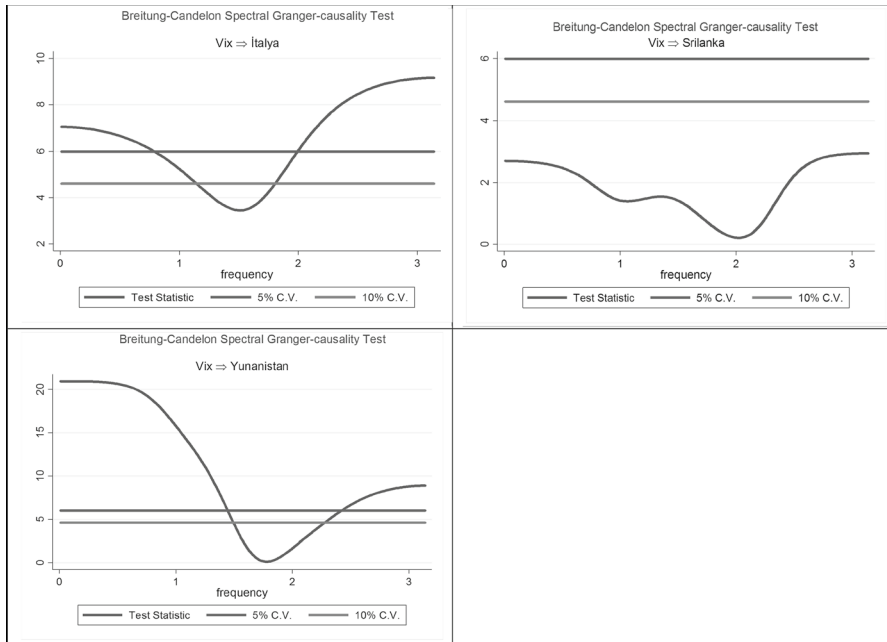 Breitung-Candelon Spectral Granger-causality Test
Vix ⇒ İtalya
10
8
6
4
2
0 1 2 3
frequency
Test Statistic 5% C.V. 10% C.V.
Breitung-Candelon Spectral Granger-causality Test
Vix ⇒ Srilanka
6
4
2
0
0 1 2 3
frequency
Test Statistic 5% C.V. 10% C.V.
Breitung-Candelon Spectral Granger-causality Test
Vix ⇒ Yunanistan
20
15
10
5
0
0 1 2 3
frequency
Test Statistic 5% C.V. 10% C.V.